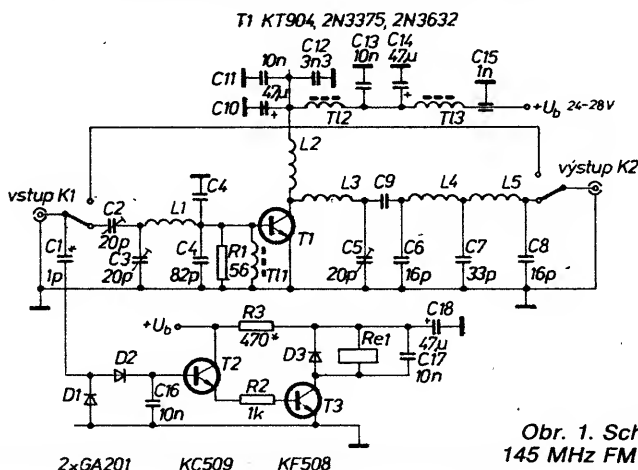 T1 KT904, 2N3375, 2N3632
C11
10n
C12
3n3
C13
10n
C14
47µ
C15
1n
C10
47µ
+
+
Tl2
Tl3
+Ub 24-28V
L2
vstup K1
výstup K2
C2
20p
L1
C4
L3
C9
L4
L5
T1
C1
+
1p
C3
20p
C4
82p
R1
56
Tl1
C5
20p
C6
16p
C7
33p
C8
16p
+Ub
R3
470*
C18
47µ
+
D3
Re1
C17
10n
D2
D1
C16
10n
T2
R2
1k
T3
2×GA201 KC509 KF508
Obr. 1. Sch
145 MHz FM